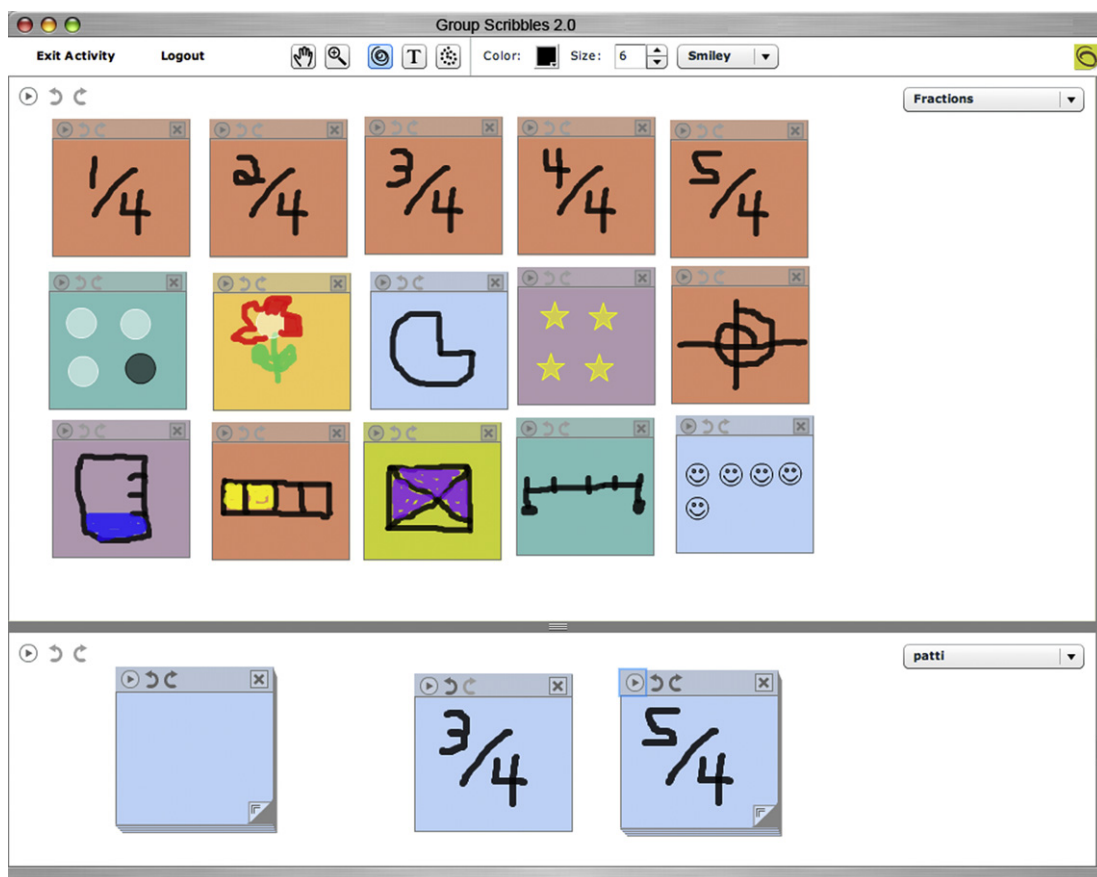 Group Scribbles 2.0
Exit Activity Logout T Color: Size: 6 Smiley
Fractions
1/4 2/4 3/4 4/4 5/4
patti
3/4 5/4